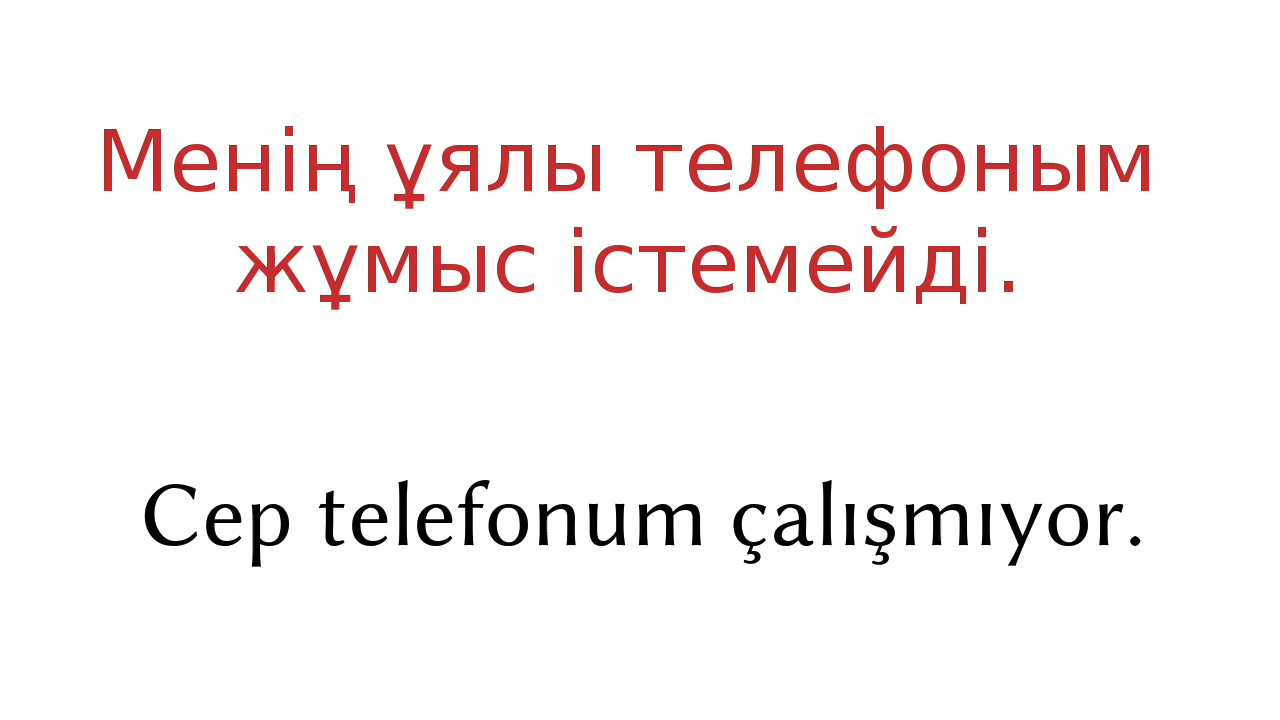 Менің ұялы телефоным
жұмыс істемейді.
Cep telefonum çalışmıyor.